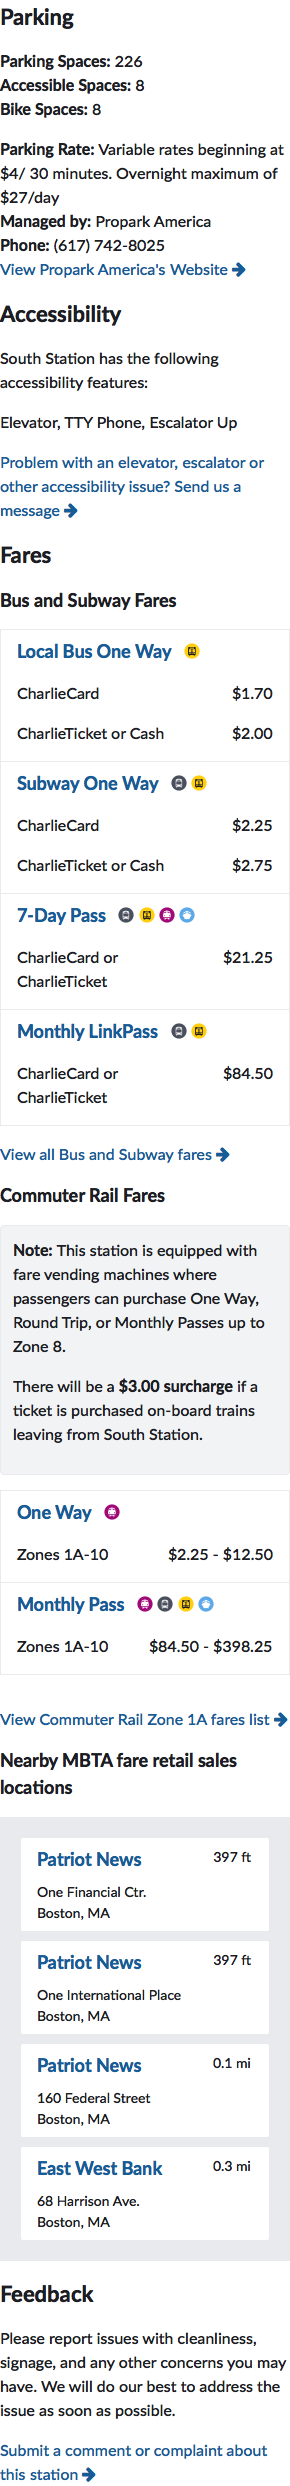 Parking
Parking Spaces: 226
Accessible Spaces: 8
Bike Spaces: 8
Parking Rate: Variable rates beginning at
$4/ 30 minutes. Overnight maximum of
$27/day
Managed by: Propark America
Phone: (617) 742-8025
View Propark America's Website
Accessibility
South Station has the following
accessibility features:
Elevator, TTY Phone, Escalator Up
Problem with an elevator, escalator or
other accessibility issue? Send us a
message
Fares
Bus and Subway Fares
Local Bus One Way
CharlieCard $1.70
CharlieTicket or Cash $2.00
Subway One Way
CharlieCard $2.25
CharlieTicket or Cash $2.75
7-Day Pass
CharlieCard or $21.25
CharlieTicket
Monthly LinkPass
CharlieCard or $84.50
CharlieTicket
View all Bus and Subway fares
Commuter Rail Fares
Note: This station is equipped with
fare vending machines where
passengers can purchase One Way,
Round Trip, or Monthly Passes up to
Zone 8.
There will be a $3.00 surcharge if a
ticket is purchased on-board trains
leaving from South Station.
One Way
Zones 1A-10 $2.25 - $12.50
Monthly Pass
Zones 1A-10 $84.50 - $398.25
View Commuter Rail Zone 1A fares list
Nearby MBTA fare retail sales
locations
Patriot News 397 ft
One Financial Ctr.
Boston, MA
Patriot News 397 ft
One International Place
Boston, MA
Patriot News 0.1 mi
160 Federal Street
Boston, MA
East West Bank 0.3 mi
68 Harrison Ave.
Boston, MA
Feedback
Please report issues with cleanliness,
signage, and any other concerns you may
have. We will do our best to address the
issue as soon as possible.
Submit a comment or complaint about
this station